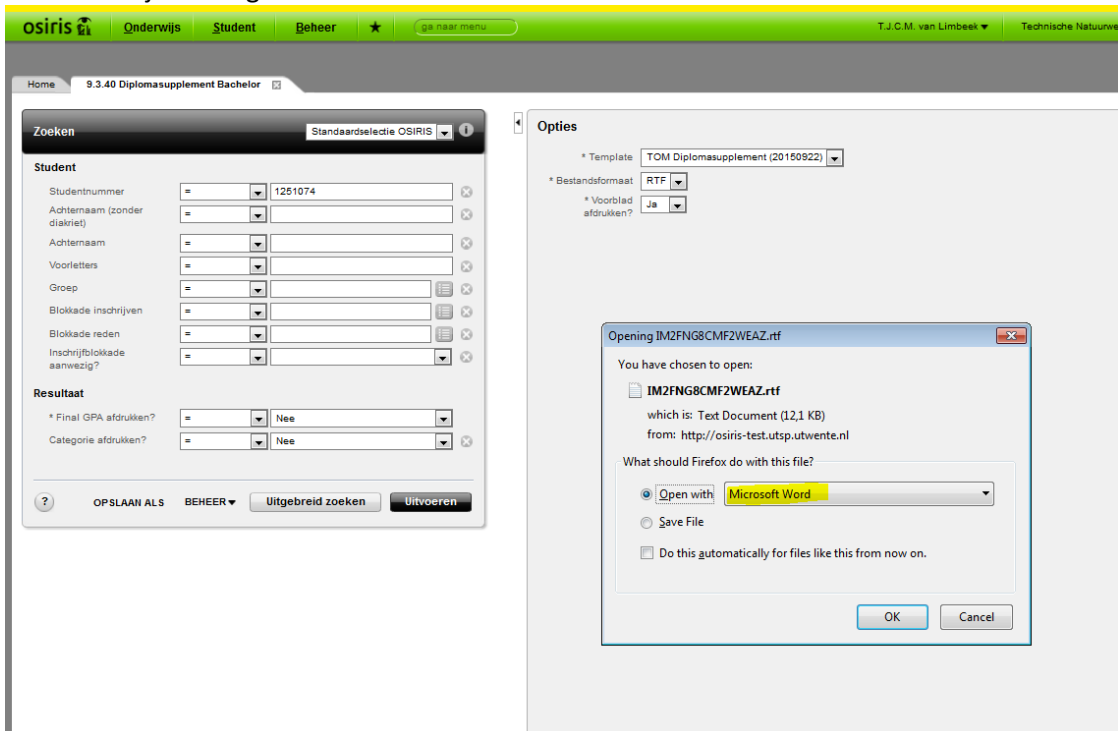 osiris Onderwijs Student Beheer ★ ga naar menu T.J.C.M. van Limbeek Technische Natuurwe
Home 9.3.40 Diplomasupplement Bachelor
Zoeken Standaardselectie OSIRIS
Student
Studentnummer = 1251074
Achternaam (zonder
diakriet) =
Achternaam =
Voorletters =
Groep =
Blokkade inschrijven =
Blokkade reden =
Inschrijfblokkade
aanwezig? =
Resultaat
* Final GPA afdrukken? = Nee
Categorie afdrukken? = Nee
? OPSLAAN ALS BEHEER Uitgebreid zoeken Uitvoeren
Opties
* Template TOM Diplomasupplement (20150922)
* Bestandsformaat RTF
* Voorblad
afdrukken? Ja
Opening IM2FNG8CMF2WEAZ.rtf
You have chosen to open:
IM2FNG8CMF2WEAZ.rtf
which is: Text Document (12,1 KB)
from: http://osiris-test.utsp.utwente.nl
What should Firefox do with this file?
Open with Microsoft Word
Save File
Do this automatically for files like this from now on.
OK Cancel